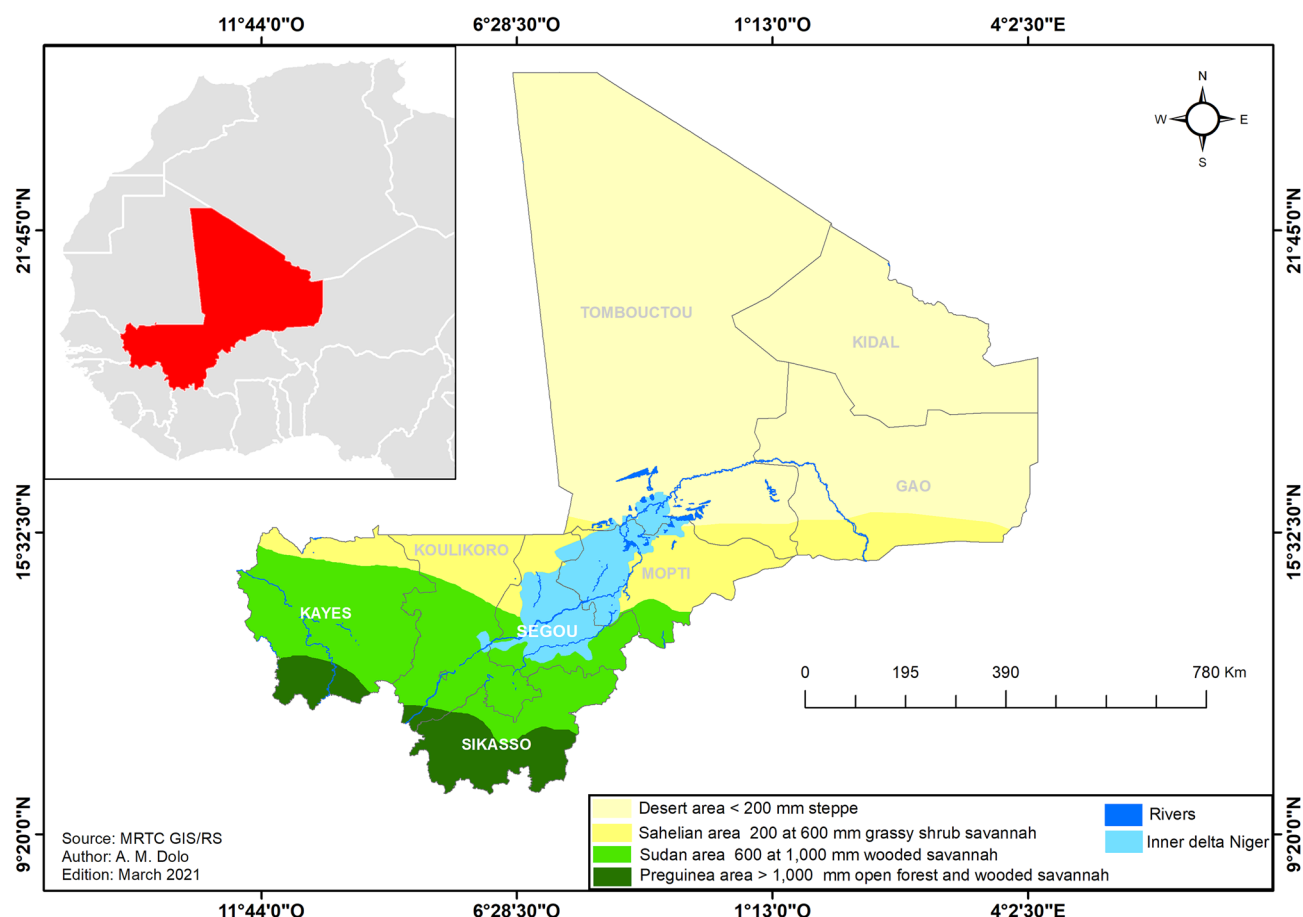 11°44'0"O 6°28'30"O 1°13'0"O 4°2'30"E
N
W E
S
21°45'0"N 21°45'0"N
TOMBOUCTOU
KIDAL
GAO
15°32'30"N 15°32'30"N
KOULIKORO
MOPTI
KAYES
SEGOU
0 195 390 780 Km
SIKASSO
Desert area < 200 mm steppe
Sahelian area 200 at 600 mm grassy shrub savannah
Sudan area 600 at 1,000 mm wooded savannah
Preguinea area > 1,000 mm open forest and wooded savannah
Rivers
Inner delta Niger
9°20'0"N 9°20'0"N
Source: MRTC GIS/RS
Author: A. M. Dolo
Edition: March 2021
11°44'0"O 6°28'30"O 1°13'0"O 4°2'30"E